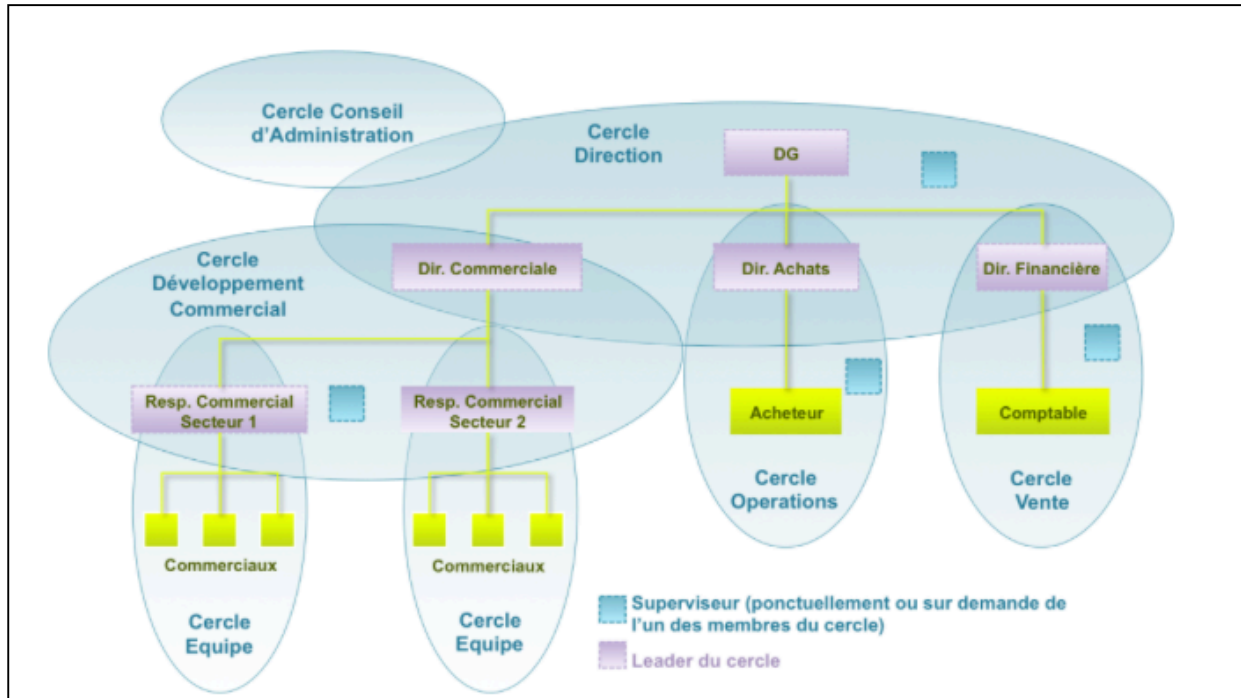 Cercle Conseil
d'Administration
Cercle
Direction
DG
Cercle
Développement
Commercial
Dir. Commerciale
Dir. Achats
Dir. Financière
Resp. Commercial
Secteur 1
Resp. Commercial
Secteur 2
Acheteur
Comptable
Cercle
Operations
Cercle
Vente
Commerciaux
Commerciaux
Cercle
Equipe
Cercle
Equipe
Superviseur (ponctuellement ou sur demande de
l'un des membres du cercle)
Leader du cercle